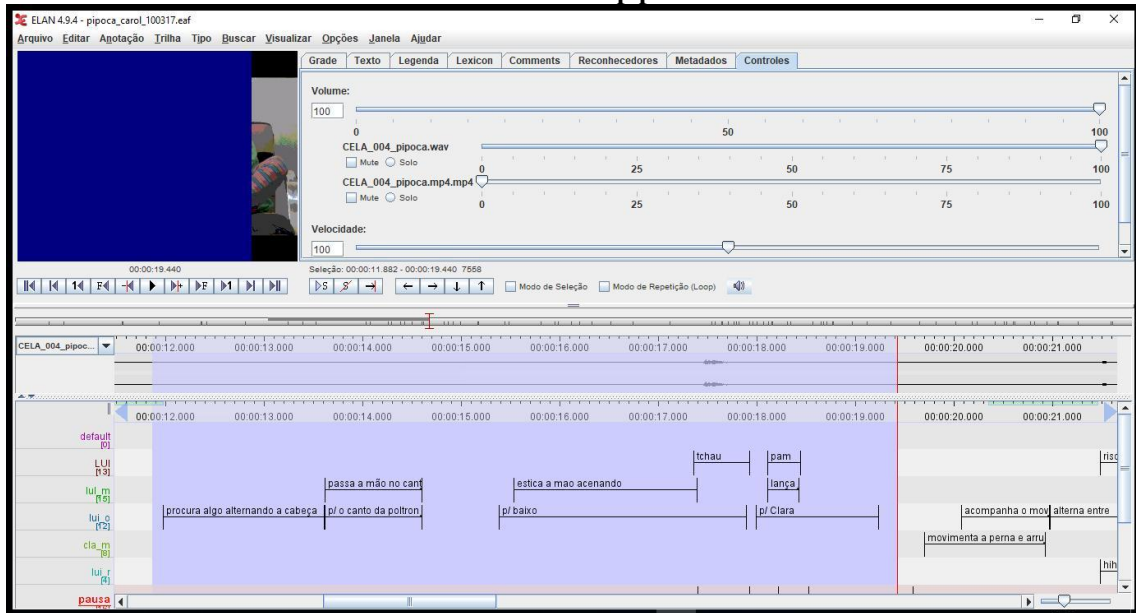 ELAN 4.9.4 - pipoca_carol_100317.eaf
Arquivo Editar Anotação Trilha Tipo Buscar Visualizar Opções Janela Ajudar
Grade Texto Legenda Lexicon Comments Reconhecedores Metadados Controles
Volume:
100
0 50 100
CELA_004_pipoca.wav
Mute Solo
0 25 50 75 100
CELA_004_pipoca.mp4.mp4
Mute Solo
0 25 50 75 100
Velocidade:
100
00:00:19.440
Seleção: 00:00:11.882 - 00:00:19.440 7558
Modo de Seleção Modo de Repetição (Loop)
CELA_004_pipoc...
00:00:12.000 00:00:13.000 00:00:14.000 00:00:15.000 00:00:16.000 00:00:17.000 00:00:18.000 00:00:19.000 00:00:20.000 00:00:21.000
00:00:12.000 00:00:13.000 00:00:14.000 00:00:15.000 00:00:16.000 00:00:17.000 00:00:18.000 00:00:19.000 00:00:20.000 00:00:21.000
default
[0]
LUI tchau pam
[13]
lui_m passa a mão no cant estica a mao acenando lança
[15]
lui_o procura algo alternando a cabeça p/ o canto da poltron p/ baixo p/ Clara acompanha o mov alterna entre
[12]
cla_m movimenta a perna e arru
[8]
lui_r hih
[4]
pausa